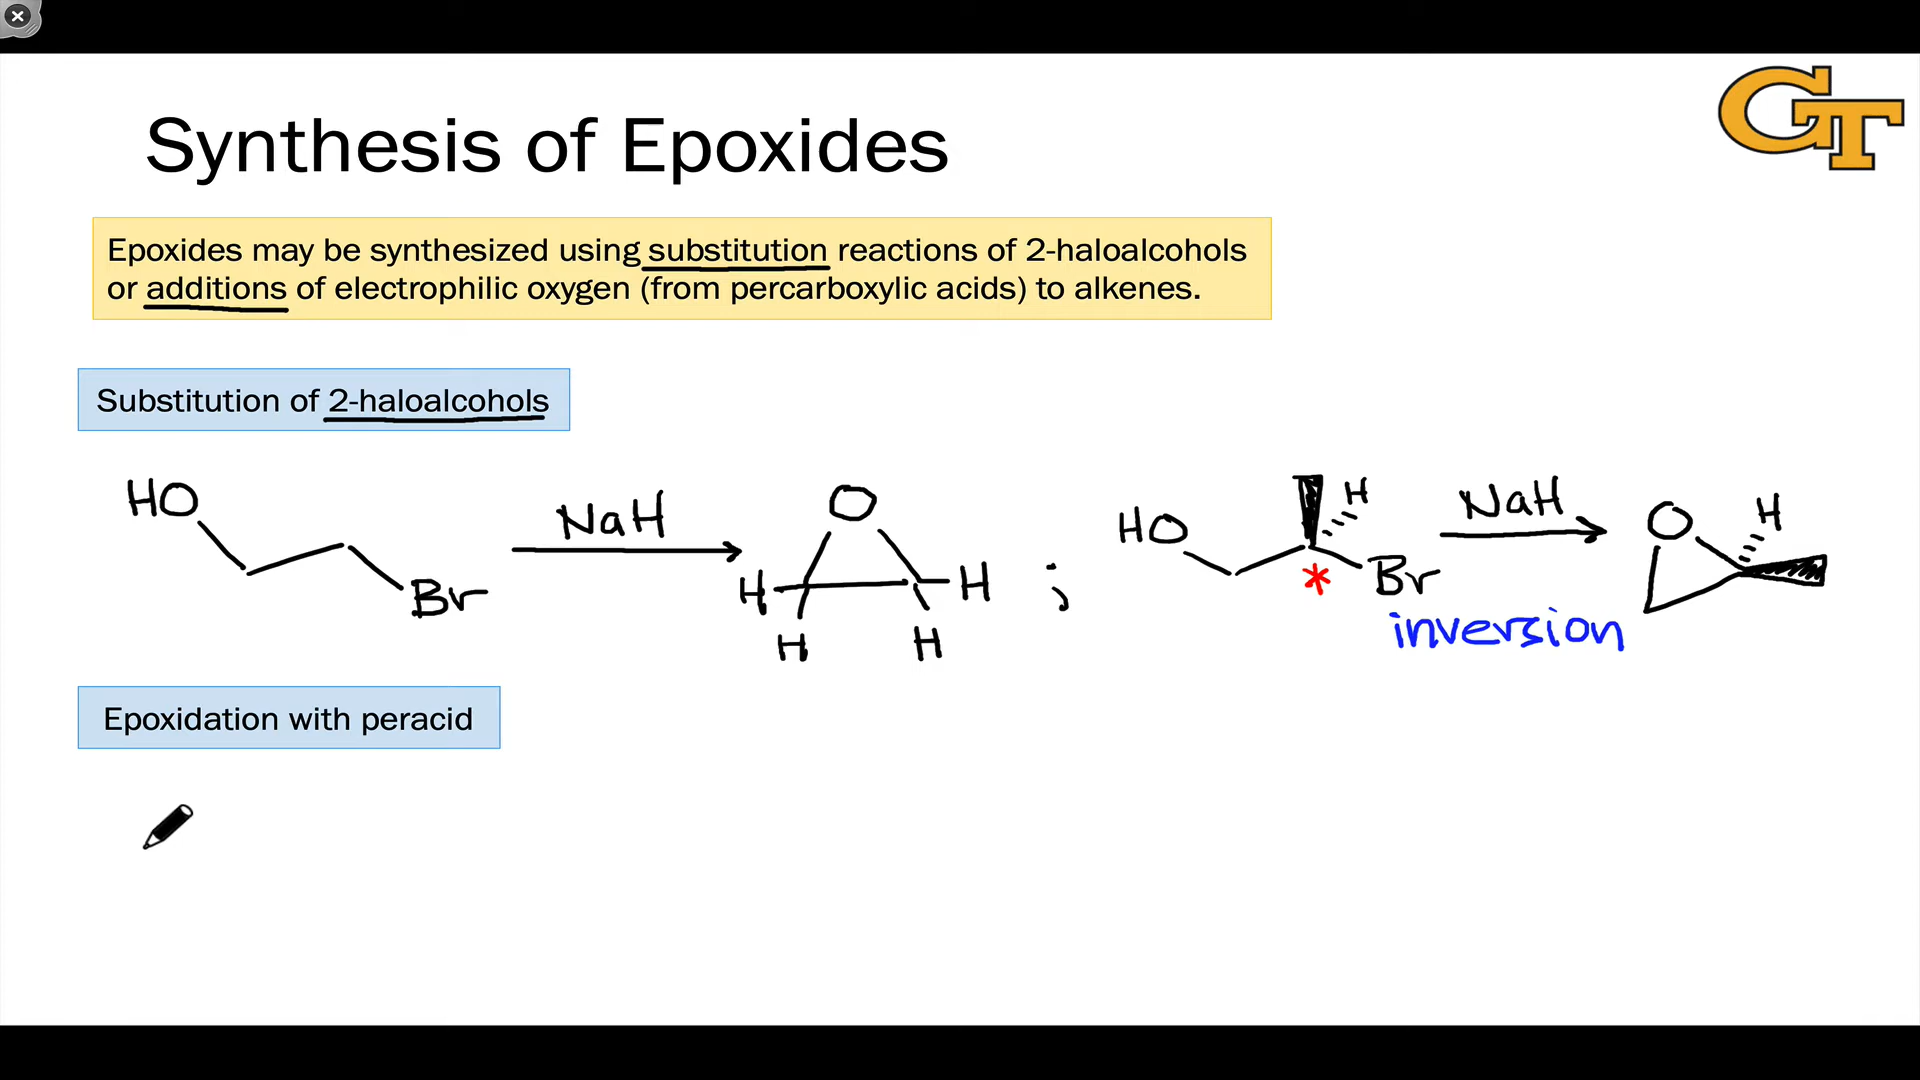 GT
Synthesis of Epoxides
Epoxides may be synthesized using substitution reactions of 2-haloalcohols
or additions of electrophilic oxygen (from percarboxylic acids) to alkenes.
Substitution of 2-haloalcohols
HO Br NaH O H H H H ; HO H Br NaH O H
* inversion
Epoxidation with peracid